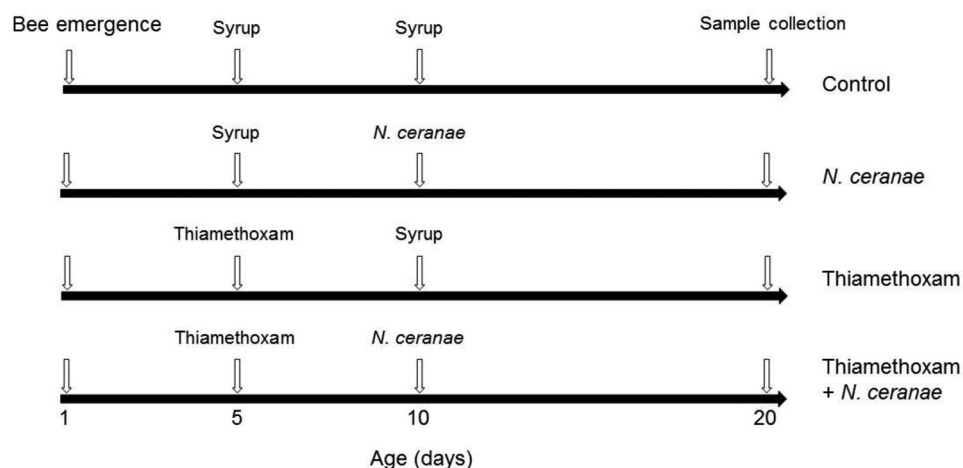 Bee emergence Syrup Syrup Sample collection
Control
Syrup N. ceranae
N. ceranae
Thiamethoxam Syrup
Thiamethoxam
Thiamethoxam N. ceranae
Thiamethoxam
+ N. ceranae
1 5 10 20
Age (days)